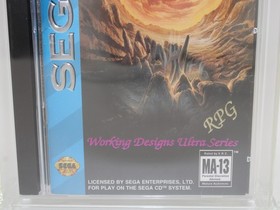 SEG
RPG
Working Designs Ultra Series
MA-13
SEGA
LICENSED BY SEGA ENTERPRISES, LTD.
FOR PLAY ON THE SEGA CD™ SYSTEM.